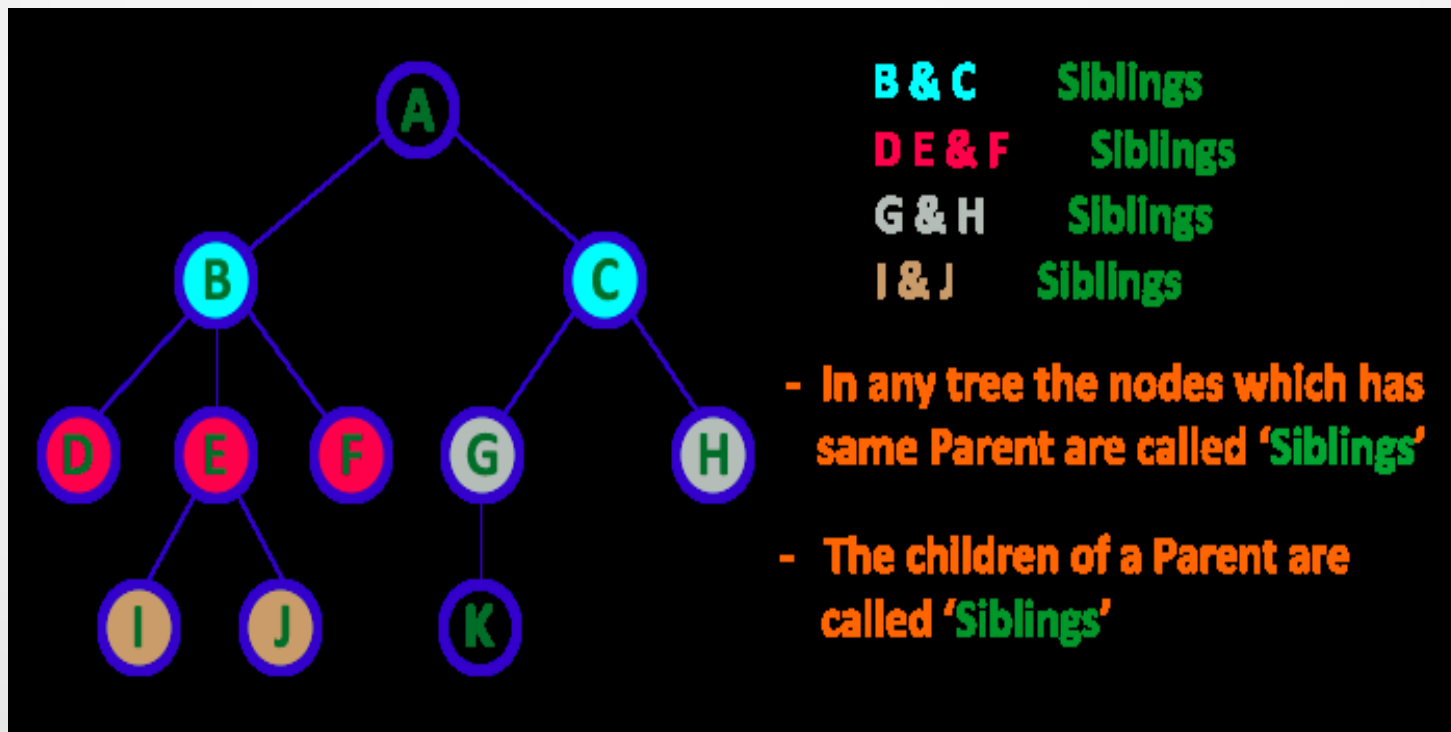 A
B & C Siblings
D E & F Siblings
G & H Siblings
I & J Siblings
B
C
- In any tree the nodes which has
same Parent are called ‘Siblings’
D
E
F
G
H
- The children of a Parent are
called ‘Siblings’
I
J
K